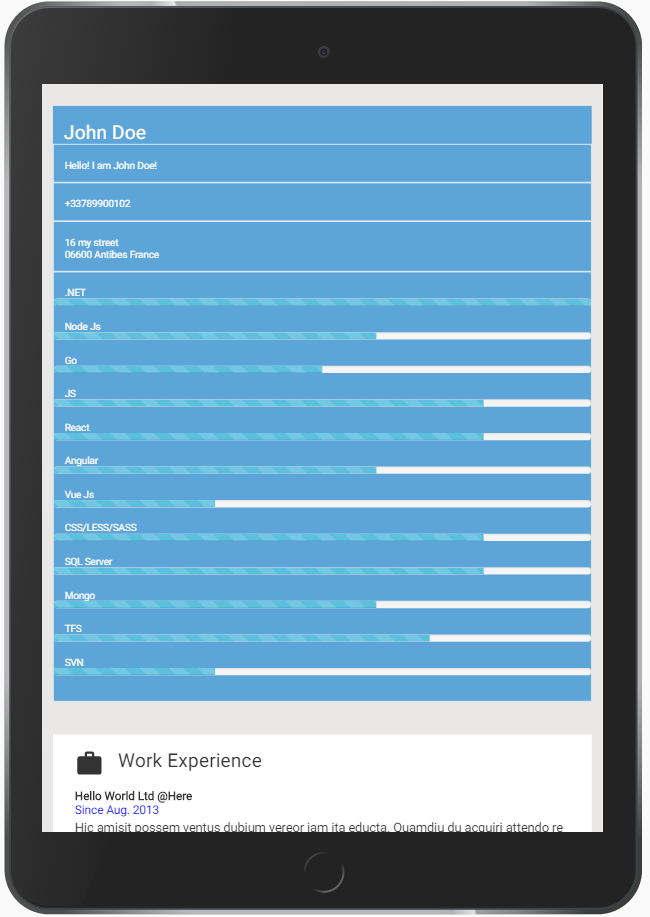 John Doe
Hello! I am John Doe!
+33789900102
16 my street
06600 Antibes France
.NET
Node Js
Go
JS
React
Angular
Vue Js
CSS/LESS/SASS
SQL Server
Mongo
TFS
SVN
Work Experience
Hello World Ltd @Here
Since Aug. 2013
Hic amisit possem ventus dubium vereor iam ita educta. Quamdiu du acquiri attendo re